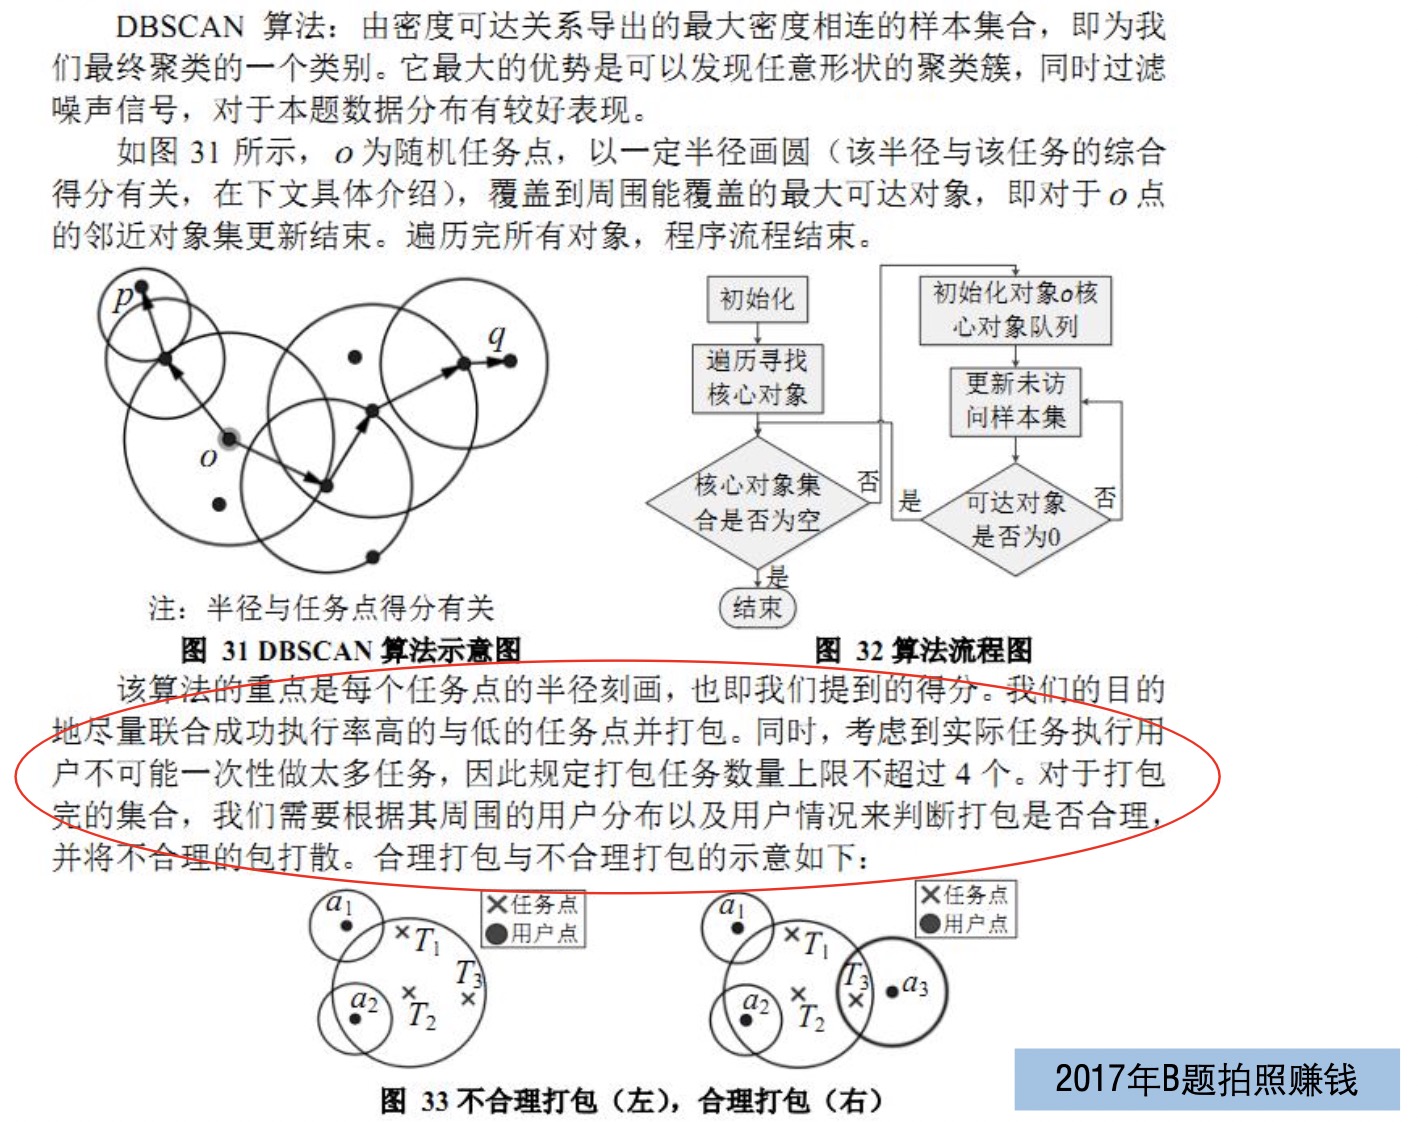 DBSCAN 算法：由密度可达关系导出的最大密度相连的样本集合，即为我
们最终聚类的一个类别。它最大的优势是可以发现任意形状的聚类簇，同时过滤
噪声信号，对于本题数据分布有较好表现。
如图 31 所示，o 为随机任务点，以一定半径画圆（该半径与该任务的综合
得分有关，在下文具体介绍），覆盖到周围能覆盖的最大可达对象，即对于 o 点
的邻近对象集更新结束。遍历完所有对象，程序流程结束。
p
o
q
注：半径与任务点得分有关
图 31 DBSCAN 算法示意图
初始化
遍历寻找
核心对象
核心对象集
合是否为空
否
是
结束
初始化对象o核
心对象队列
更新未访
问样本集
可达对象
是否为0
是
否
图 32 算法流程图
该算法的重点是每个任务点的半径刻画，也即我们提到的得分。我们的目的
地尽量联合成功执行率高的与低的任务点并打包。同时，考虑到实际任务执行用
户不可能一次性做太多任务，因此规定打包任务数量上限不超过 4 个。对于打包
完的集合，我们需要根据其周围的用户分布以及用户情况来判断打包是否合理，
并将不合理的包打散。合理打包与不合理打包的示意如下：
a1
a2
T1
T2
T3
任务点
用户点
a1
a2
T1
T2
T3
a3
任务点
用户点
图 33 不合理打包（左），合理打包（右）
2017年B题拍照赚钱